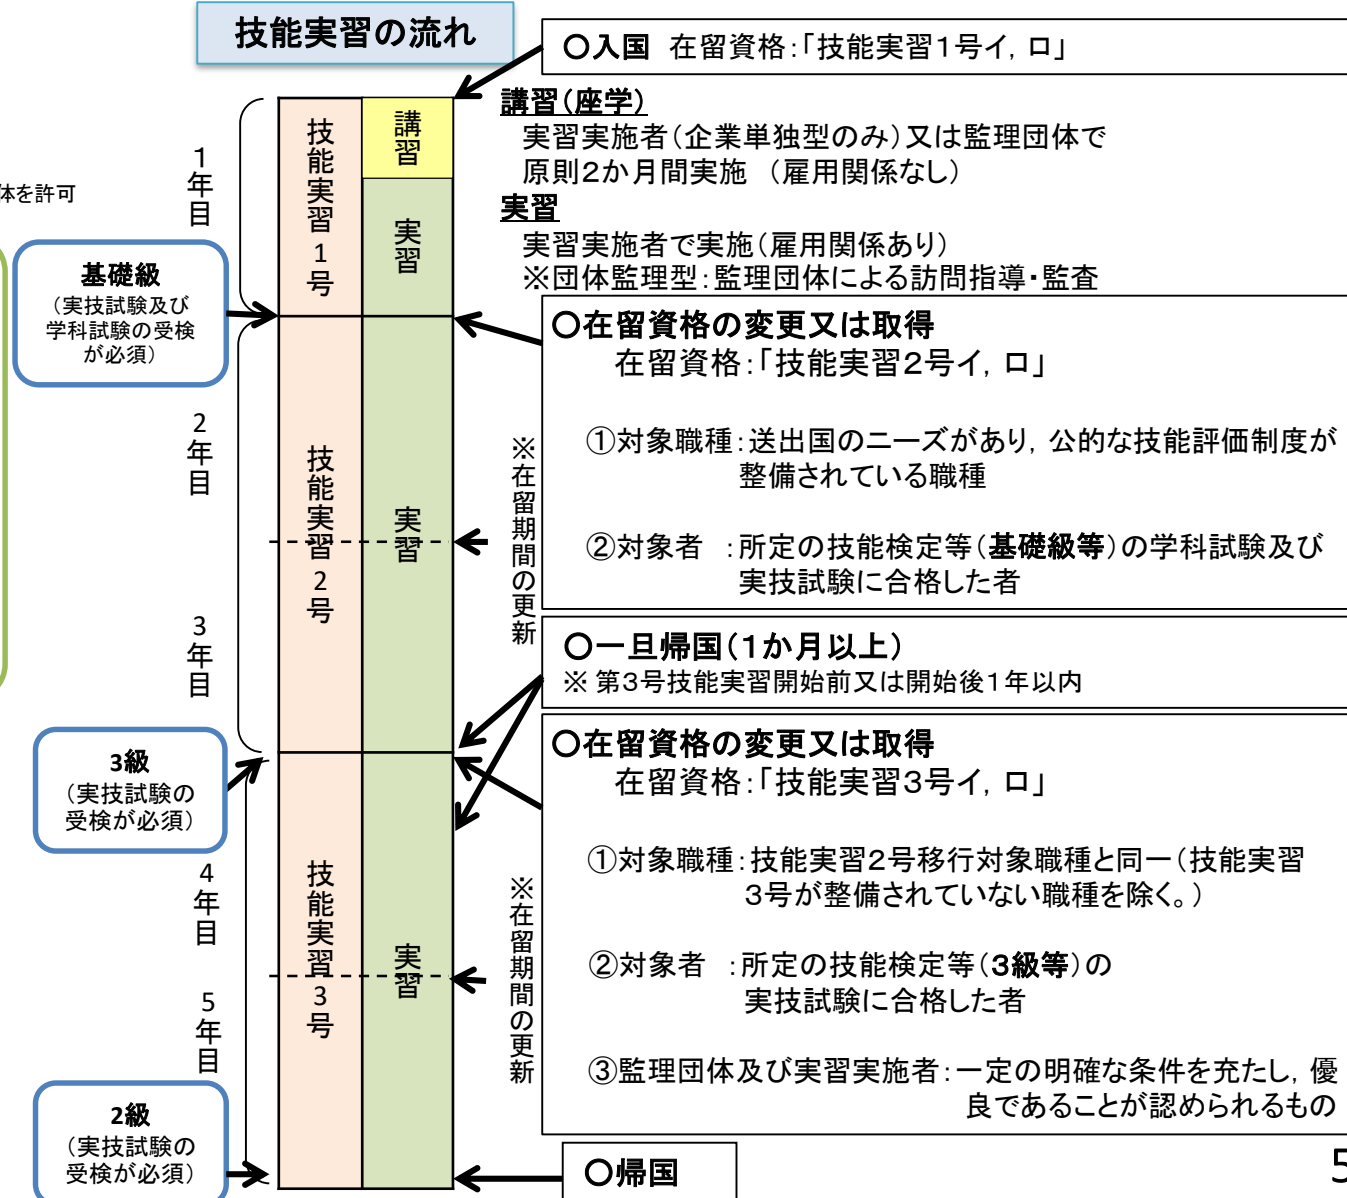 技能実習の流れ
○入国 在留資格：「技能実習１号イ，ロ」
講習（座学）
実習実施者（企業単独型のみ）又は監理団体で
原則２か月間実施 （雇用関係なし）
実習
実習実施者で実施（雇用関係あり）
※団体監理型：監理団体による訪問指導・監査
体を許可
１年目
技能実習１号
講習
実習
基礎級
（実技試験及び
学科試験の受検
が必須）
○在留資格の変更又は取得
在留資格：「技能実習２号イ，ロ」
①対象職種：送出国のニーズがあり，公的な技能評価制度が
整備されている職種
②対象者 ：所定の技能検定等（基礎級等）の学科試験及び
実技試験に合格した者
２年目
３年目
技能実習２号
実習
※在留期間の更新
○一旦帰国（１か月以上）
※ 第３号技能実習開始前又は開始後１年以内
3級
（実技試験の
受検が必須）
○在留資格の変更又は取得
在留資格：「技能実習３号イ，ロ」
①対象職種：技能実習２号移行対象職種と同一（技能実習
３号が整備されていない職種を除く。）
②対象者 ：所定の技能検定等（３級等）の
実技試験に合格した者
③監理団体及び実習実施者：一定の明確な条件を充たし，優
良であることが認められるもの
４年目
５年目
技能実習３号
実習
※在留期間の更新
2級
（実技試験の
受検が必須）
○帰国
5